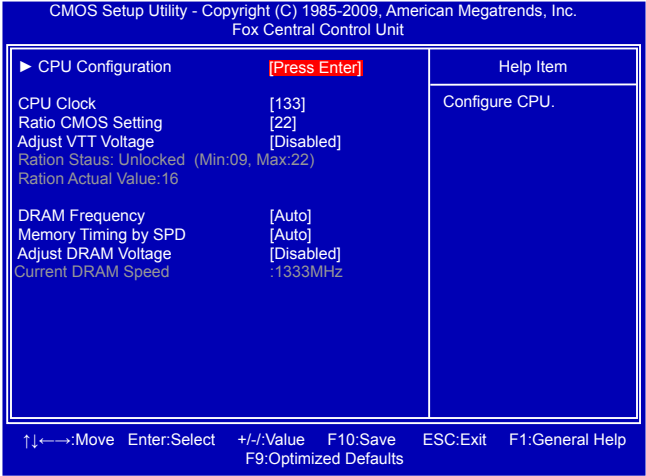 CMOS Setup Utility - Copyright (C) 1985-2009, American Megatrends, Inc.
Fox Central Control Unit
► CPU Configuration [Press Enter]
Help Item
Configure CPU.
CPU Clock [133]
Ratio CMOS Setting [22]
Adjust VTT Voltage [Disabled]
Ration Staus: Unlocked (Min:09, Max:22)
Ration Actual Value:16
DRAM Frequency [Auto]
Memory Timing by SPD [Auto]
Adjust DRAM Voltage [Disabled]
Current DRAM Speed :1333MHz
↑↓←→:Move Enter:Select +/-/:Value F10:Save ESC:Exit F1:General Help
F9:Optimized Defaults